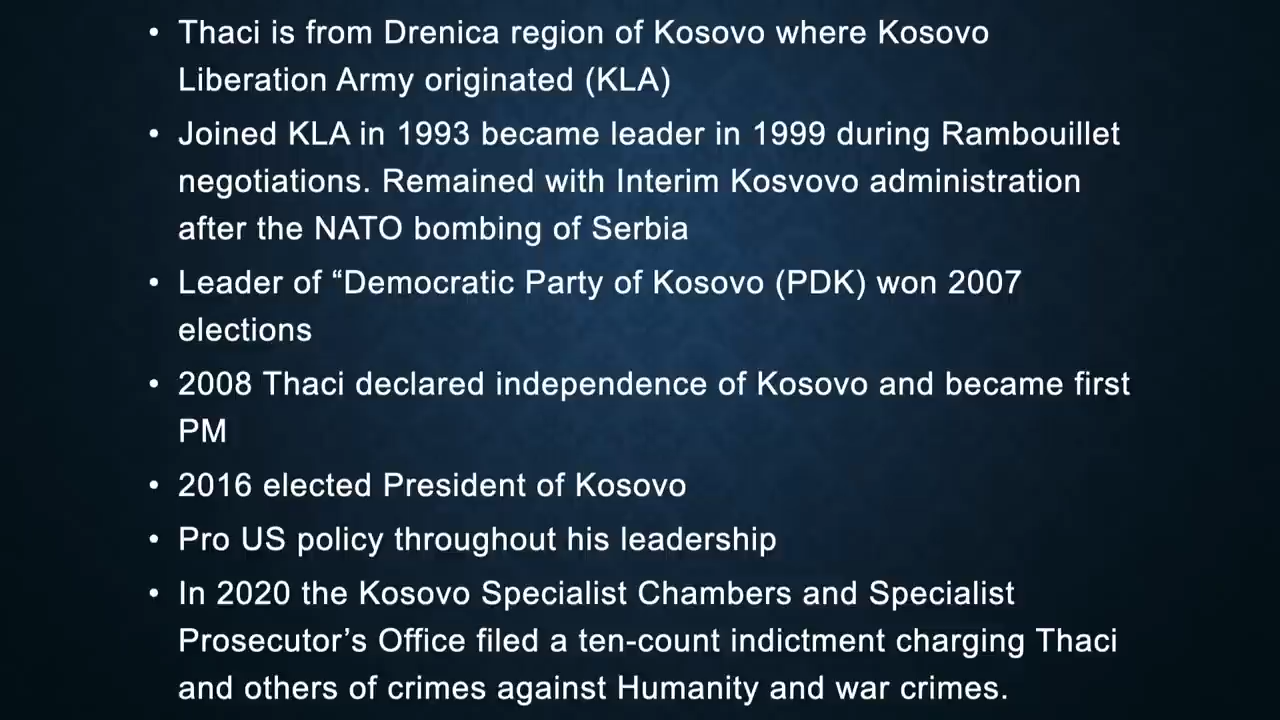 • Thaci is from Drenica region of Kosovo where Kosovo
Liberation Army originated (KLA)
• Joined KLA in 1993 became leader in 1999 during Rambouillet
negotiations. Remained with Interim Kosvovo administration
after the NATO bombing of Serbia
• Leader of “Democratic Party of Kosovo (PDK) won 2007
elections
• 2008 Thaci declared independence of Kosovo and became first
PM
• 2016 elected President of Kosovo
• Pro US policy throughout his leadership
• In 2020 the Kosovo Specialist Chambers and Specialist
Prosecutor’s Office filed a ten-count indictment charging Thaci
and others of crimes against Humanity and war crimes.